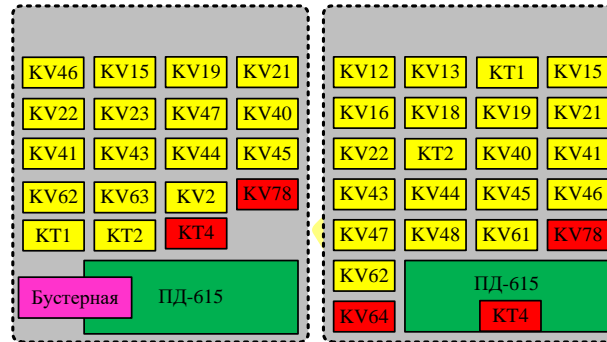 KV46 KV15 KV19 KV21
KV22 KV23 KV47 KV40
KV41 KV43 KV44 KV45
KV62 KV63 KV2 KV78
KT1 KT2 KT4
Бустерная ПД-615
KV12 KV13 KT1 KV15
KV16 KV18 KV19 KV21
KV22 KT2 KV40 KV41
KV43 KV44 KV45 KV46
KV47 KV48 KV61 KV78
KV62
ПД-615
KV64 KT4